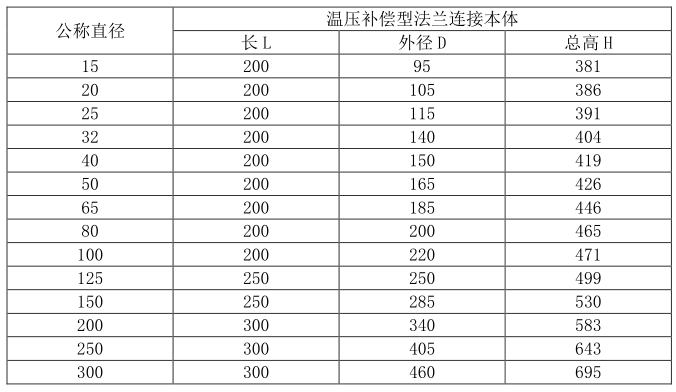 公称直径 温压补偿型法兰连接本体
长 L 外径 D 总高 H
15 200 95 381
20 200 105 386
25 200 115 391
32 200 140 404
40 200 150 419
50 200 165 426
65 200 185 446
80 200 200 465
100 200 220 471
125 250 250 499
150 250 285 530
200 300 340 583
250 300 405 643
300 300 460 695